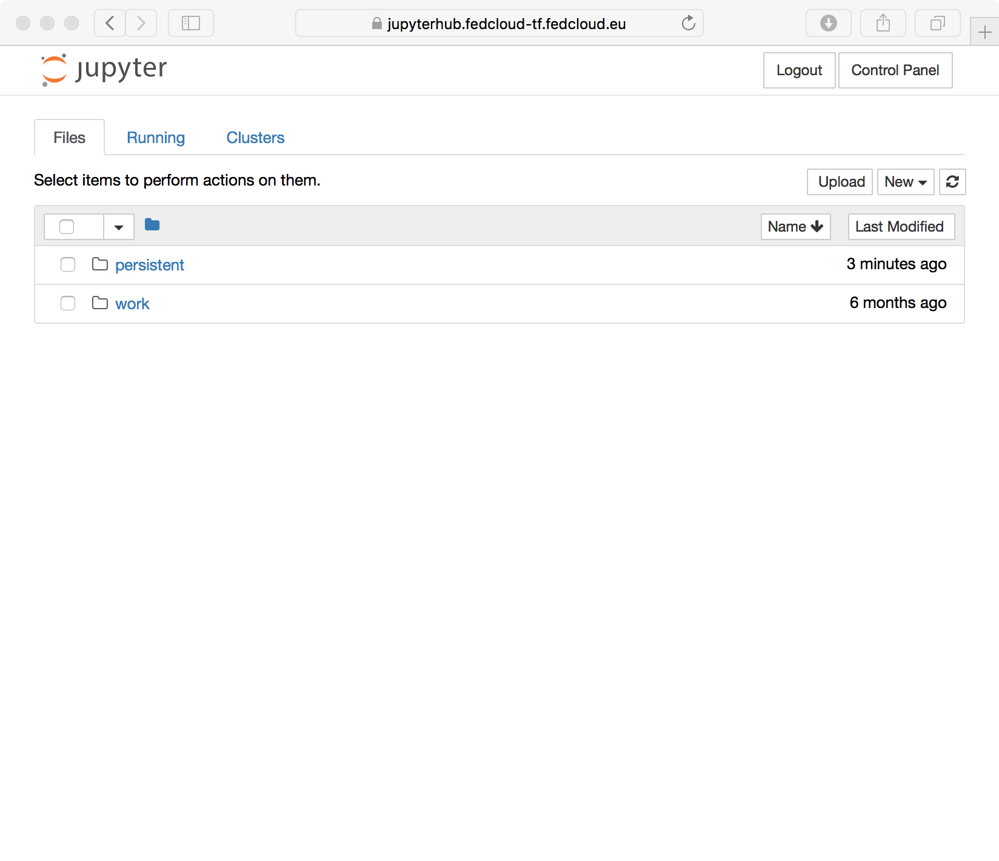 jupyterhub.fedcloud-tf.fedcloud.eu
jupyter
Logout Control Panel
Files Running Clusters
Select items to perform actions on them.
Upload New
Name Last Modified
persistent 3 minutes ago
work 6 months ago